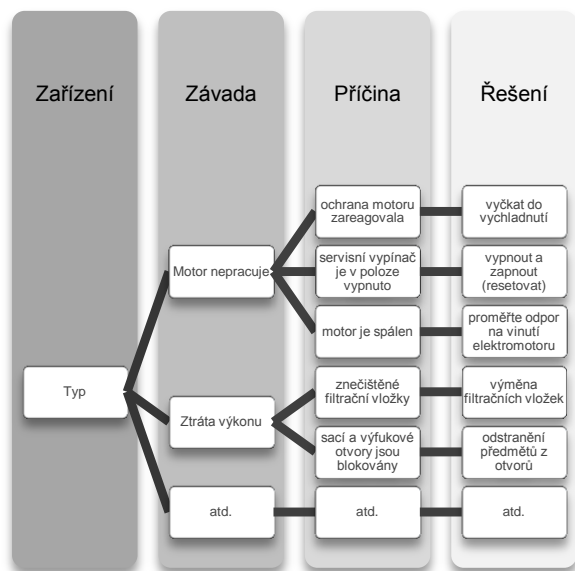 Zařízení
Závada
Příčina
Řešení
ochrana motoru
zareagovala
vyčkat do
vychladnutí
Motor nepracuje
servisní vypínač
je v poloze
vypnuto
vypnout a
zapnout
(resetovat)
motor je spálen
proměřte odpor
na vinutí
elektromotoru
Typ
Ztráta výkonu
znečištěné
filtrační vložky
výměna
filtračních vložek
sací a výfukové
otvory jsou
blokovány
odstranění
předmětů z
otvorů
atd.
atd.
atd.